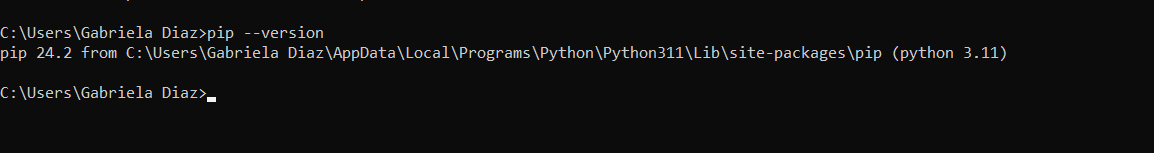 C:\Users\Gabriela Diaz>pip --version
pip 24.2 from C:\Users\Gabriela Diaz\AppData\Local\Programs\Python\Python311\Lib\site-packages\pip (python 3.11)
C:\Users\Gabriela Diaz>